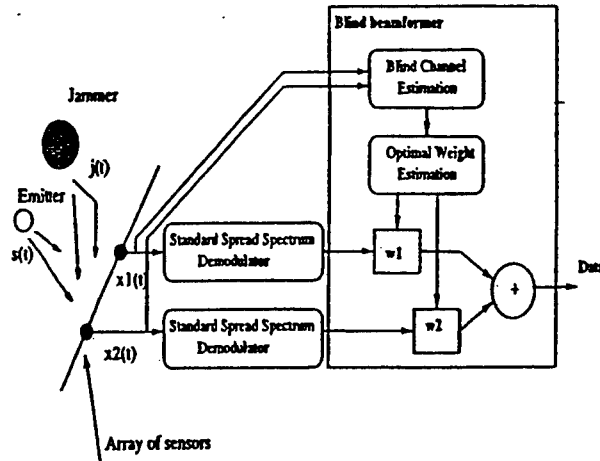 Blind beamformer
Blind Channel
Estimation
Jammer
Optimal Weight
Estimation
j(t)
Emitter
s(t)
Standard Spread Spectrum
Demodulator
w1
x1(t)
+
Data
Standard Spread Spectrum
Demodulator
w2
x2(t)
Array of sensors